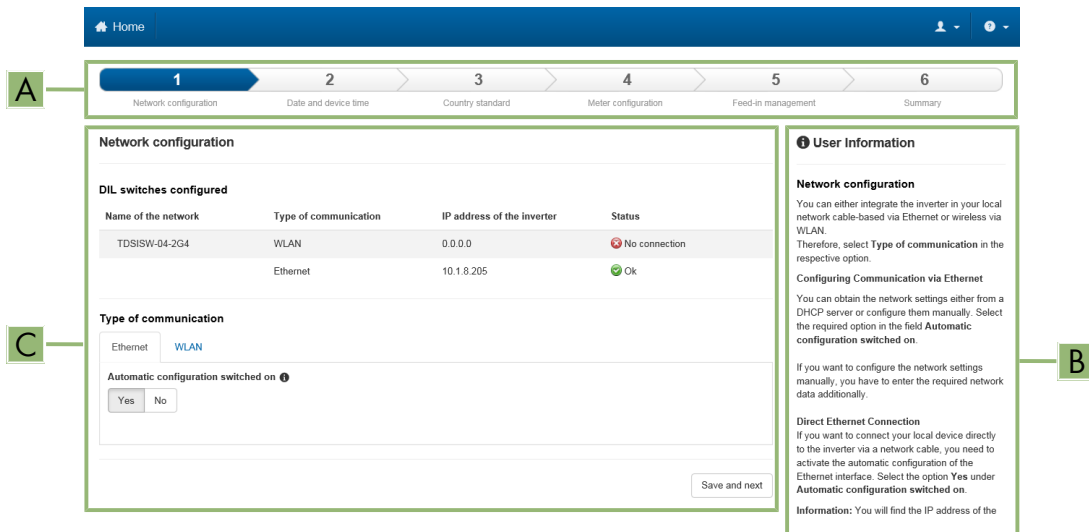 Home
A
1 2 3 4 5 6
Network configuration Date and device time Country standard Meter configuration Feed-in management Summary
Network configuration
DIL switches configured
Name of the network Type of communication IP address of the inverter Status
TDSISW-04-2G4 WLAN 0.0.0.0 No connection
Ethernet 10.1.8.205 Ok
C
Type of communication
Ethernet WLAN
Automatic configuration switched on
Yes No
Save and next
User Information
Network configuration
You can either integrate the inverter in your local
network cable-based via Ethernet or wireless via
WLAN.
Therefore, select Type of communication in the
respective option.
Configuring Communication via Ethernet
You can obtain the network settings either from a
DHCP server or configure them manually. Select
the required option in the field Automatic
configuration switched on.
B
If you want to configure the network settings
manually, you have to enter the required network
data additionally.
Direct Ethernet Connection
If you want to connect your local device directly
to the inverter via a network cable, you need to
activate the automatic configuration of the
Ethernet interface. Select the option Yes under
Automatic configuration switched on.
Information: You will find the IP address of the